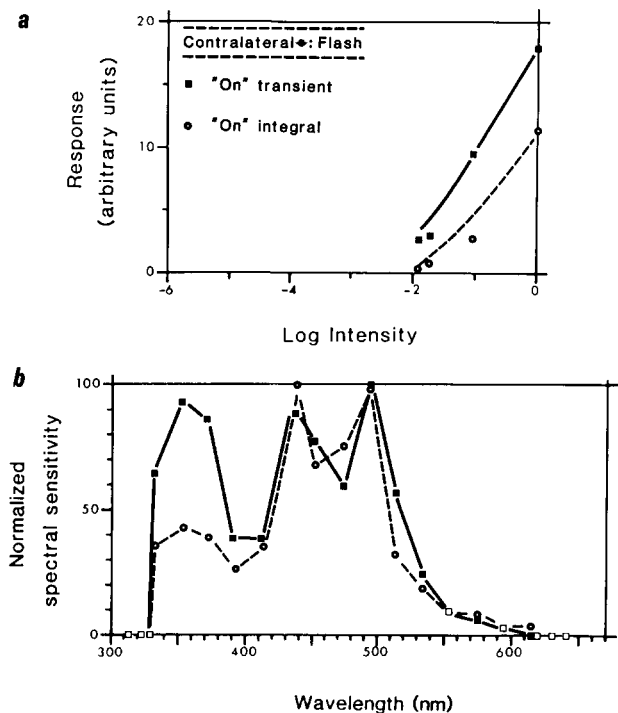 a
20
10
0
Response
(arbitrary units)
Contralateral◆: Flash
"On" transient
"On" integral
-6
-4
-2
0
Log Intensity
b
100
50
0
Normalized
spectral sensitivity
300
400
500
600
Wavelength (nm)